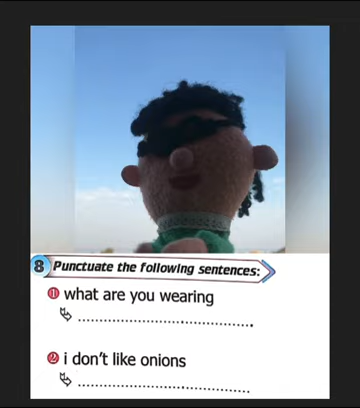 8 Punctuate the following sentences:
1 what are you wearing
2 i don't like onions